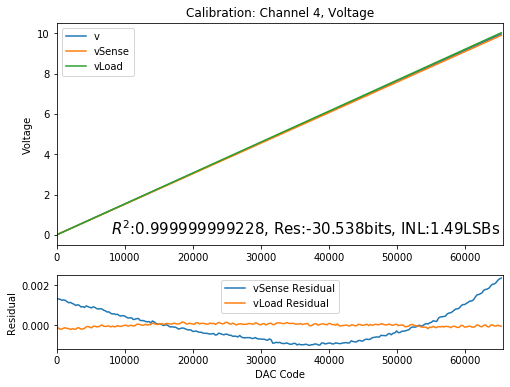 Calibration: Channel 4, Voltage
10
8
6
4
2
0
Voltage
v
vSense
vLoad
R²:0.999999999228, Res:-30.538bits, INL:1.49LSBs
0 10000 20000 30000 40000 50000 60000
0.002
0.000
Residual
vSense Residual
vLoad Residual
0 10000 20000 30000 40000 50000 60000
DAC Code